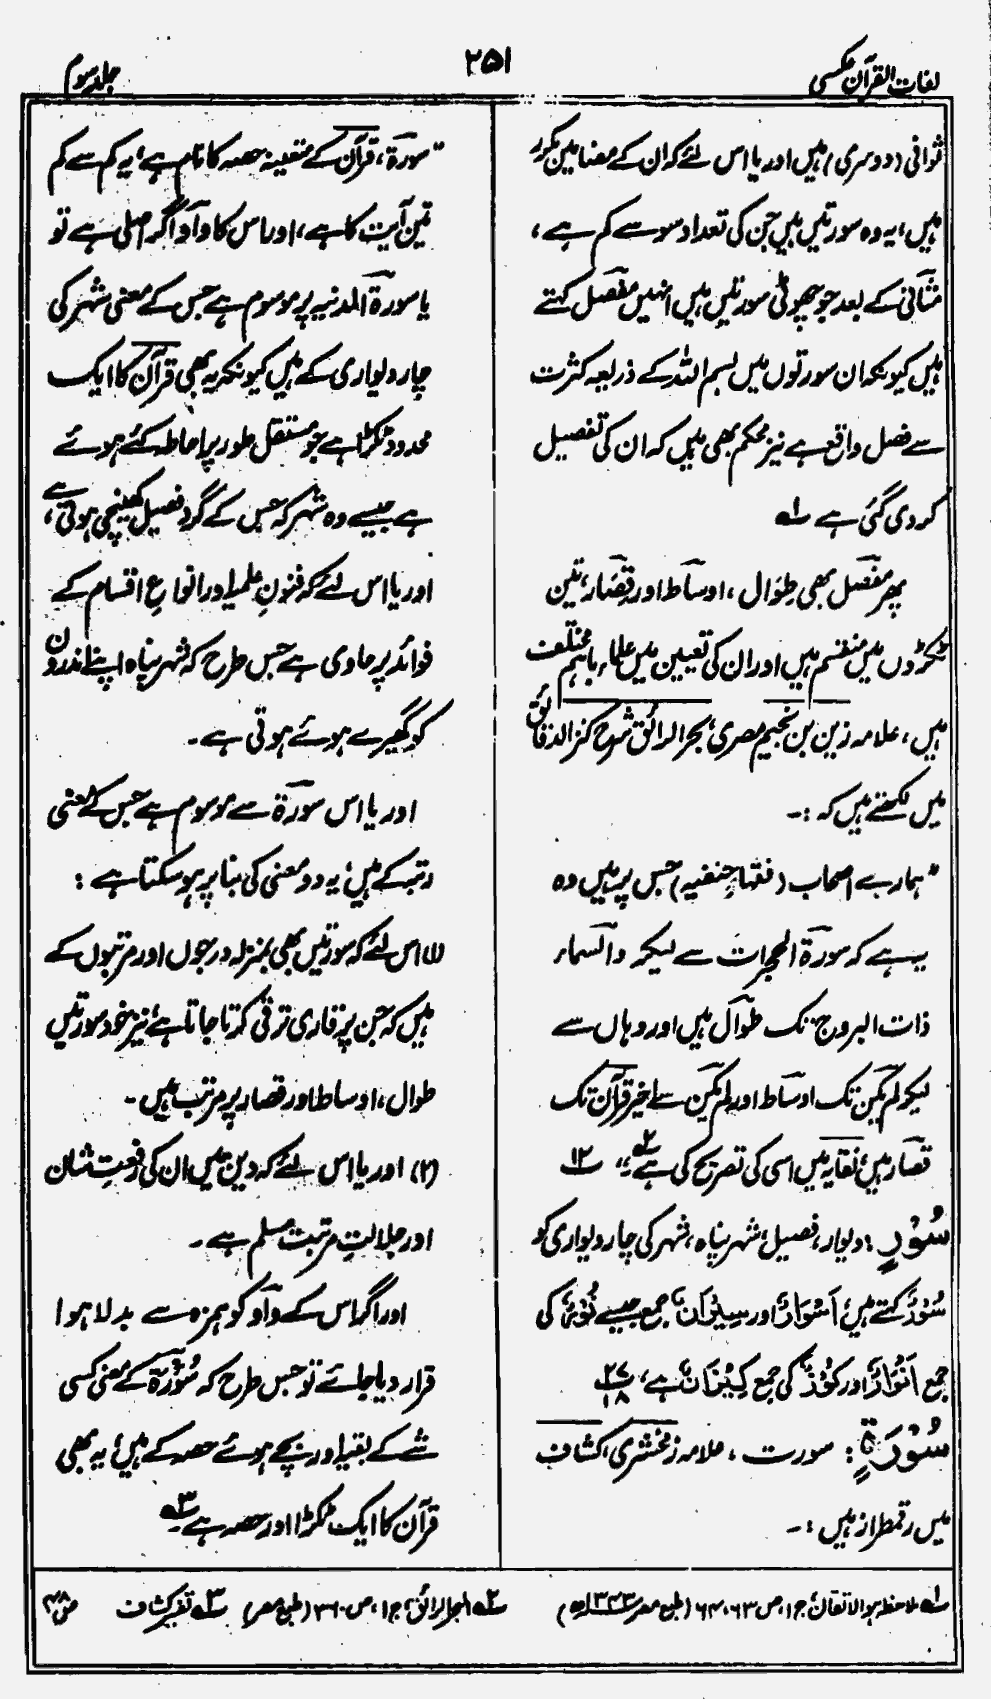 لغات القرآن عکسی
۲۵۱
جلد سوم
ثوانی (دوسری) ہیں اور یا اس لئے کہ ان کے مضامین مکرر
ہیں، یہ وہ سورتیں ہیں جن کی تعداد سو سے کم ہے،
مثانی کے بعد جو چھوٹی سورتیں ہیں انہیں مفصل کہتے
ہیں کیونکہ ان سورتوں میں بسم اللہ کے ذریعہ کثرت
سے فصل واقع ہے نیز محکم بھی ہیں کہ ان کی تفصیل
کردی گئی ہے ۱؎
پھر مفصل بھی طوال، اوساط اور قصار، تین
ٹکڑوں میں منقسم ہیں اور ان کی تعیین میں علماء باہم مختلف
ہیں، علامہ زین بن نجیم مصری، بحر الرائق شرح کنز الدقائق
میں لکھتے ہیں کہ :۔
"ہمارے اصحاب (فقہاء حنفیہ) جس پر ہیں وہ
یہ ہے کہ سورۃ الحجرات سے لیکر والسماء
ذات البروج تک طوال ہیں اور وہاں سے
لیکر لم یکن تک اوساط اور لم یکن سے اخیر قرآن تک
قصار ہیں، نقایہ میں اسی کی تصریح کی ہے" ۲؎ ۱۲
سُوْرٍ : دیوار، فصیل، شہر پناہ، شہر کی چار دیواری کو
سُوْرٌ کہتے ہیں، اَسْوَارٌ اور سِیْرَانٌ جمع جیسے نُوْرٌ کی
جمع اَنْوَارٌ اور کُوْزٌ کی جمع کِیْزَانٌ ہے، ۲۷ ۱۸
سُوْرَۃٍ : سورت، علامہ زمخشری، کشاف
میں رقمطراز ہیں :۔
"سورۃ، قرآن کے متعینہ حصہ کا نام ہے، یہ کم سے کم
تین آیت کا ہے، اور اس کا واؤ اگر اصلی ہے تو
یا سورۃ المدنیہ پر موسوم ہے جس کے معنی شہر کی
چار دیواری کے ہیں کیونکہ یہ بھی قرآن کا ایک
محدود ٹکڑا ہے جو مستقل طور پر احاطہ کئے ہوئے
ہے جیسے وہ شہر کہ جس کے گرد فصیل کھینچی ہوتی ہے،
اور یا اس لئے کہ فنونِ علمیہ اور انواعِ اقسام کے
فوائد پر حاوی ہے جس طرح کہ شہر پناہ اپنے اندرون
کو گھیرے ہوئے ہوتی ہے۔
اور یا اس سورۃ سے موسوم ہے جس کے معنی
رتبہ کے ہیں، یہ دو معنی کی بنا پر ہو سکتا ہے :
(۱) اس لئے کہ سورتیں بھی بمنزلہ درجوں اور مرتبوں کے
ہیں کہ جن پر قاری ترقی کرتا جاتا ہے، نیز خود سورتیں
طوال، اوساط اور قصار پر مرتب ہیں۔
(۲) اور یا اس لئے کہ دین میں ان کی رفعتِ شان
اور جلالتِ مرتبت مسلم ہے۔
اور اگر اس کے واؤ کو ہمزہ سے بدلا ہوا
قرار دیا جائے تو جس طرح کہ سُؤْرَۃ کے معنی کسی
شے کے بقیہ اور بچے ہوئے حصہ کے ہیں، یہ بھی
قرآن کا ایک ٹکڑا اور حصہ ہے۔ ۳؎
۱؎ ملاحظہ ہو الاتقان، ج ۱، ص ۶۳، ۶۴ (طبع مصر ۱۳۴۳ھ)
۲؎ البحر الرائق، ج ۱، ص ۳۶۰ (طبع مصر)
۳؎ تفسیر کشاف ص ۴۸